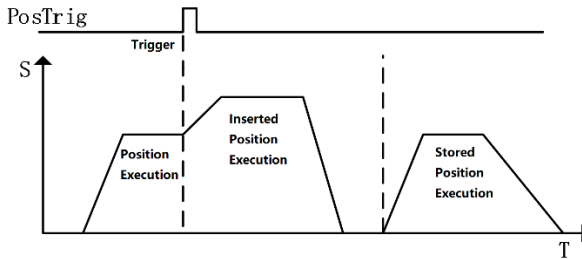 PosTrig
Trigger
S
Inserted
Position
Execution
Position
Execution
Stored
Position
Execution
T